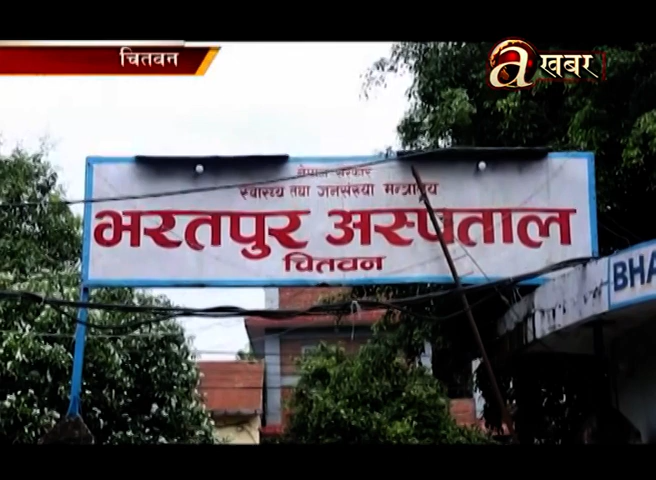 चितवन
a खबर
नेपाल सरकार
स्वास्थ्य तथा जनसंख्या मन्त्रालय
भरतपुर अस्पताल
चितवन
BHA